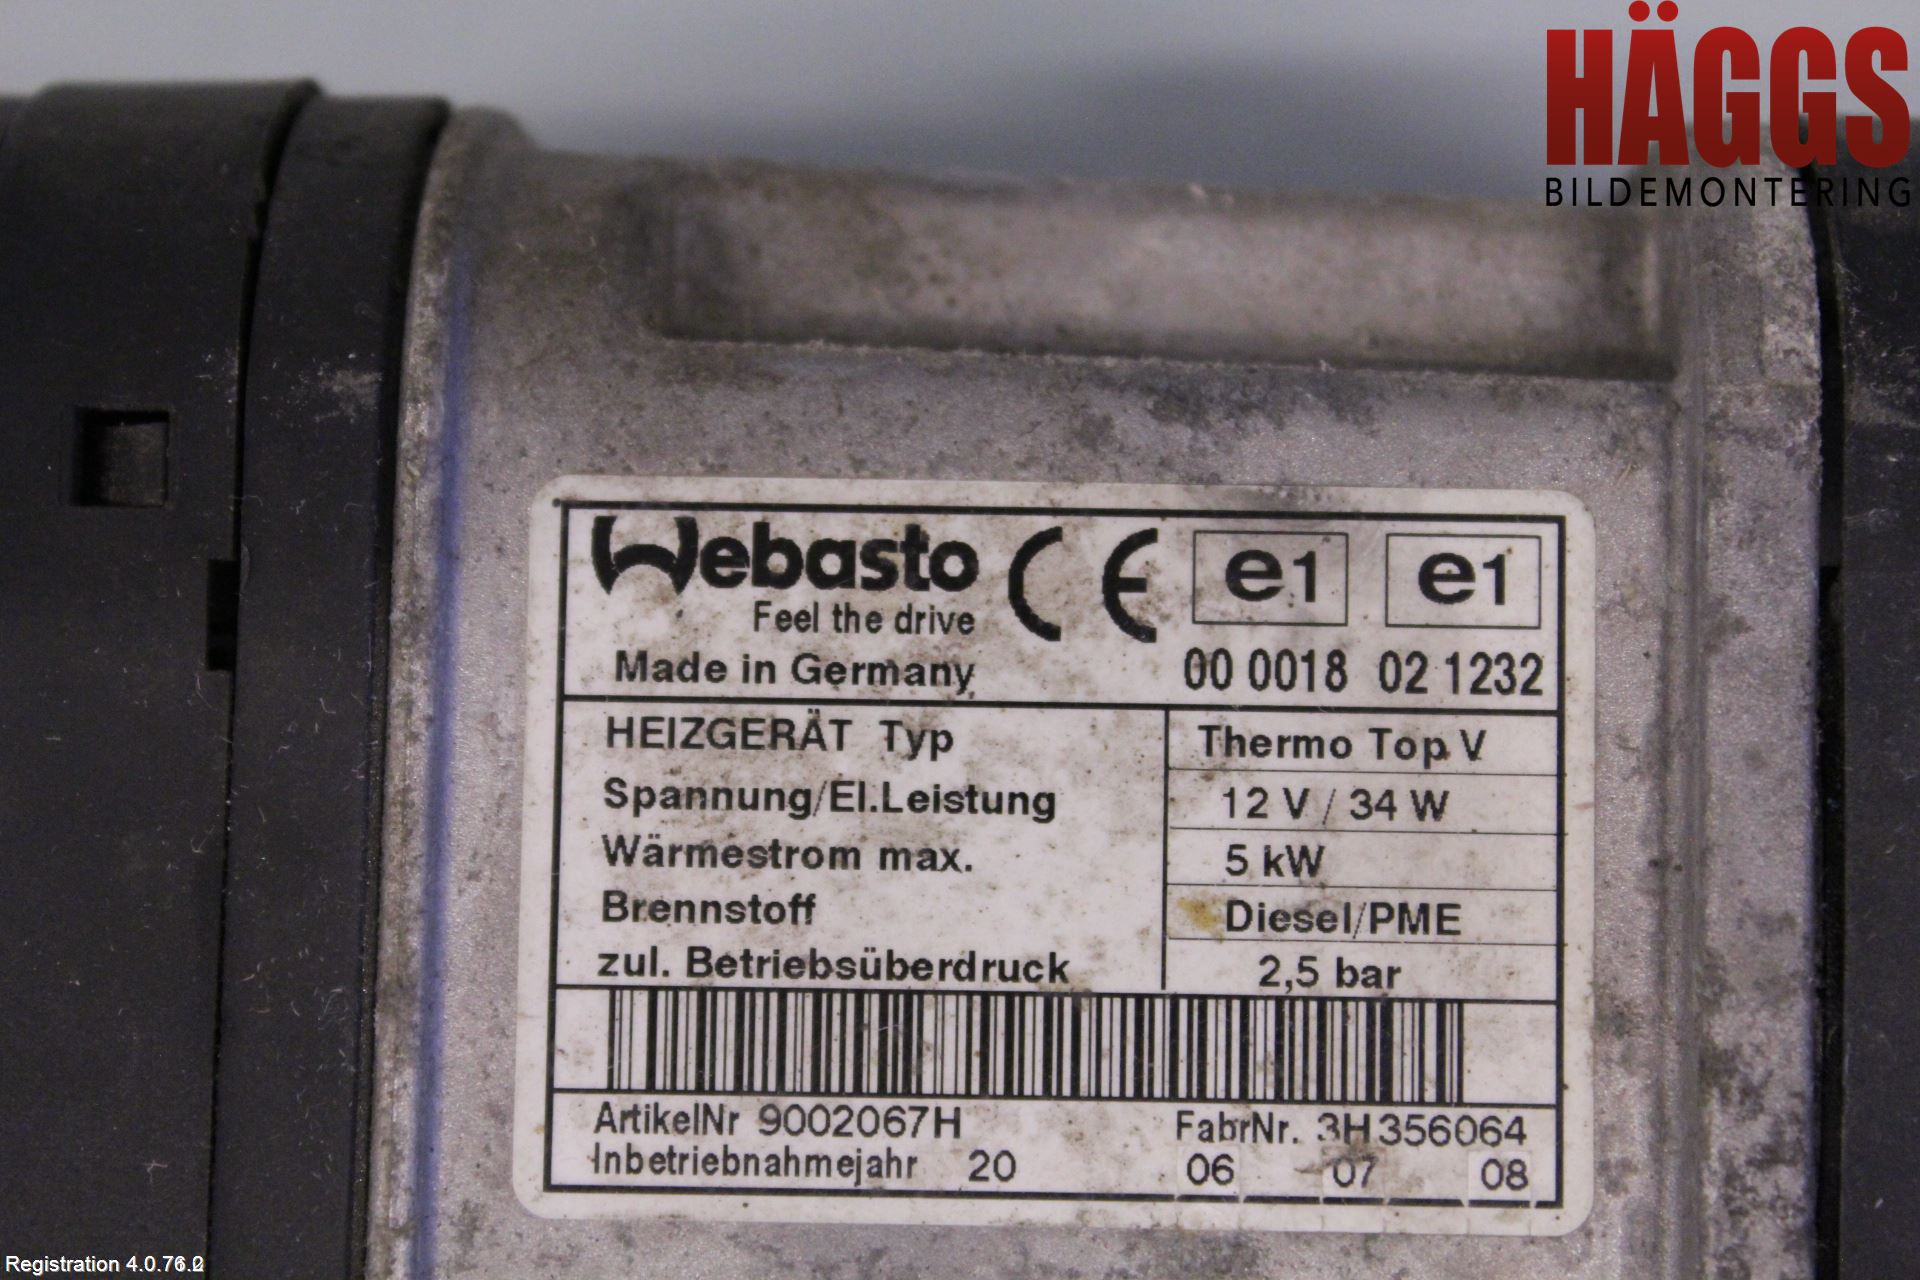 HÄGGS
BILDEMONTERING
Webasto CE e1 e1
Feel the drive
Made in Germany 00 0018 02 1232
HEIZGERÄT Typ Thermo Top V
Spannung/El.Leistung 12 V / 34 W
Wärmestrom max. 5 kW
Brennstoff Diesel/PME
zul. Betriebsüberdruck 2,5 bar
ArtikelNr 9002067H FabrNr. 3H356064
Inbetriebnahmejahr 20 06 07 08
Registration